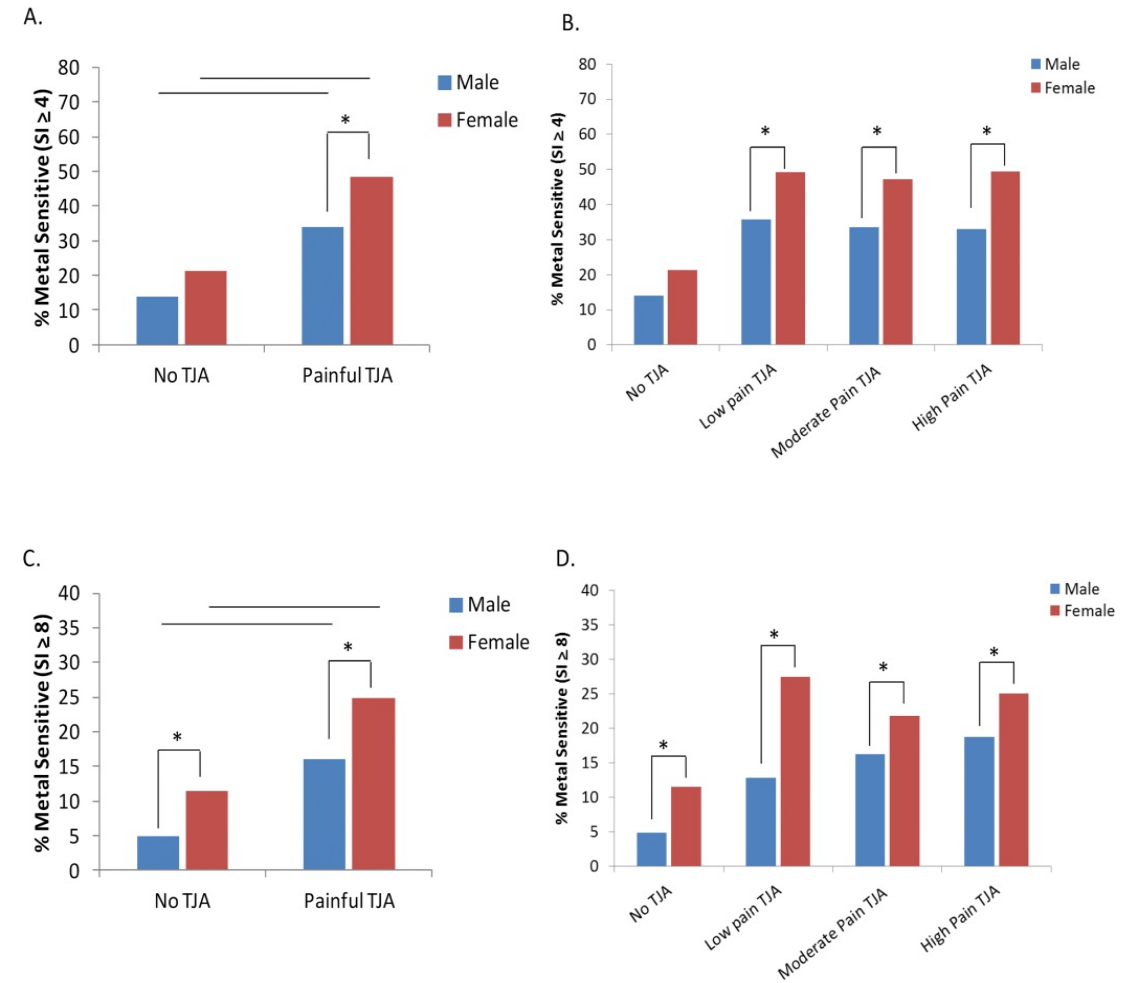 A.
80
70
60
50
40
30
20
10
0
% Metal Sensitive (SI ≥ 4)
*
Male
Female
No TJA
Painful TJA
B.
80
70
60
50
40
30
20
10
0
% Metal Sensitive (SI ≥ 4)
*
*
*
Male
Female
No TJA
Low pain TJA
Moderate Pain TJA
High Pain TJA
C.
40
35
30
25
20
15
10
5
0
% Metal Sensitive (SI ≥ 8)
*
*
Male
Female
No TJA
Painful TJA
D.
40
35
30
25
20
15
10
5
0
% Metal Sensitive (SI ≥ 8)
*
*
*
*
Male
Female
No TJA
Low pain TJA
Moderate Pain TJA
High Pain TJA